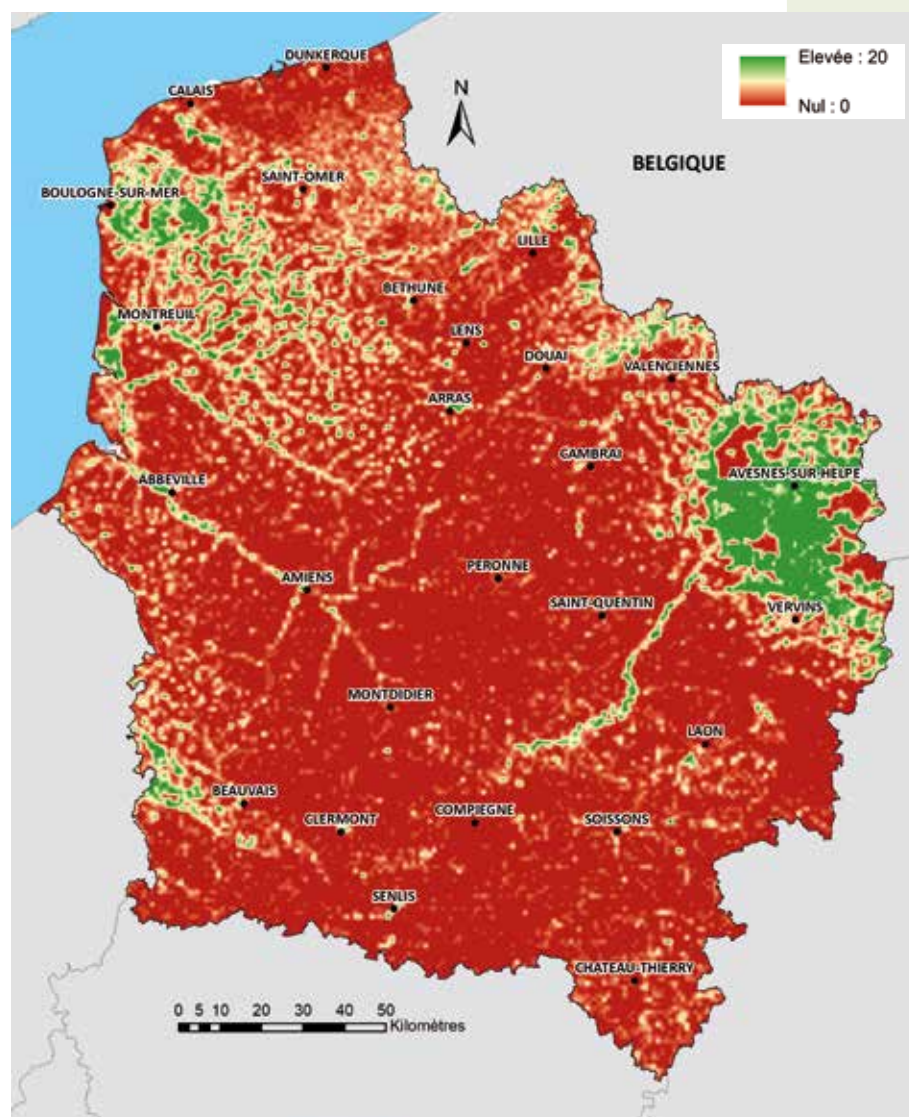 DUNKERQUE
Elevée : 20
Nul : 0
CALAIS
N
BELGIQUE
SAINT-OMER
BOULOGNE-SUR-MER
LILLE
BETHUNE
MONTREUIL
LENS
DOUAI
VALENCIENNES
ARRAS
CAMBRAI
AVESNES-SUR-HELPE
ABBEVILLE
AMIENS
PERONNE
SAINT-QUENTIN
VERVINS
MONTDIDIER
LAON
BEAUVAIS
CLERMONT
COMPIEGNE
SOISSONS
SENLIS
CHATEAU-THIERRY
0 5 10 20 30 40 50
Kilomètres